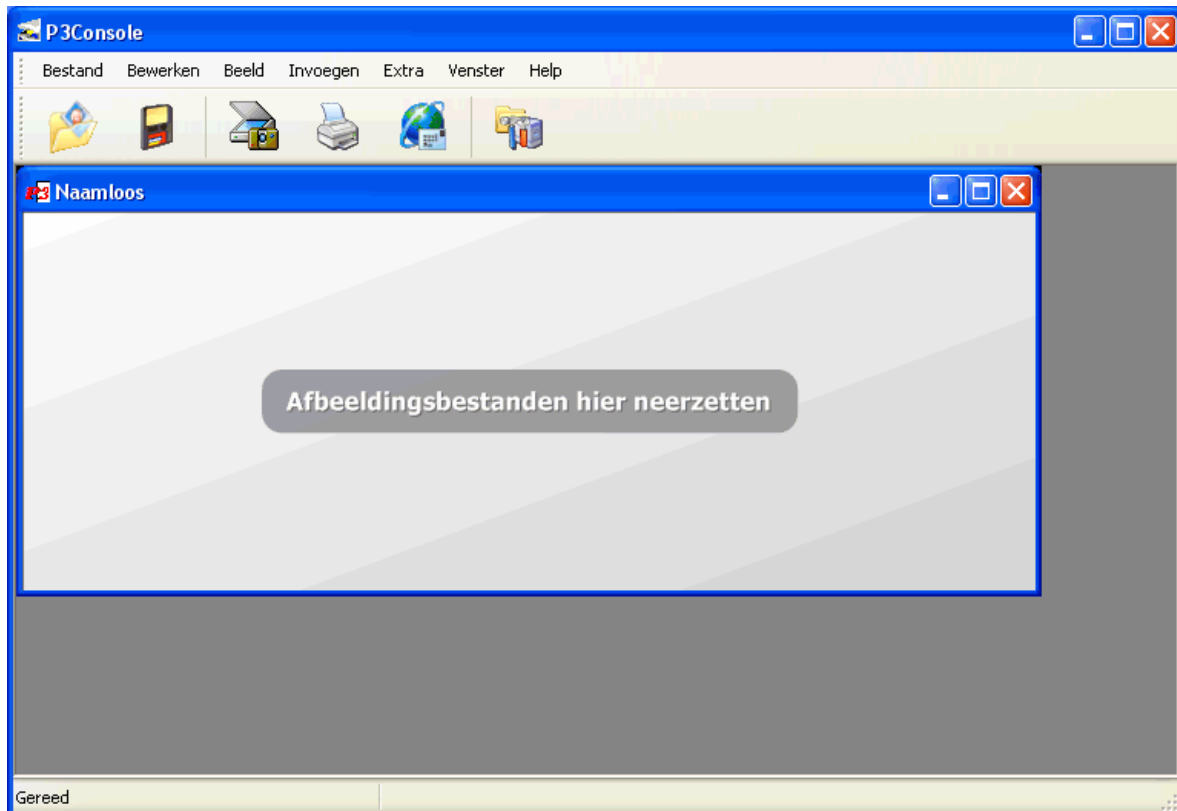 P3Console
Bestand Bewerken Beeld Invoegen Extra Venster Help
Naamloos
Afbeeldingsbestanden hier neerzetten
Gereed